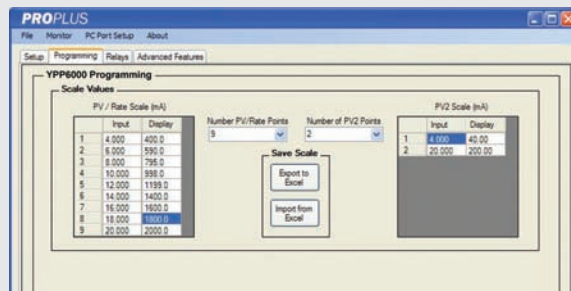 PROPLUS
File Monitor PC Port Setup About
Setup Programming Relays Advanced Features
YPP6000 Programming
Scale Values
PV / Rate Scale (mA)
Input Display
1 4.000 400.0
2 6.000 590.0
3 8.000 795.0
4 10.000 998.0
5 12.000 1199.0
6 14.000 1400.0
7 16.000 1600.0
8 18.000 1800.0
9 20.000 2000.0
Number PV/Rate Points
9
Number of PV2 Points
2
Save Scale
Export to
Excel
Import from
Excel
PV2 Scale (mA)
Input Display
1 4.000 40.00
2 20.000 200.00